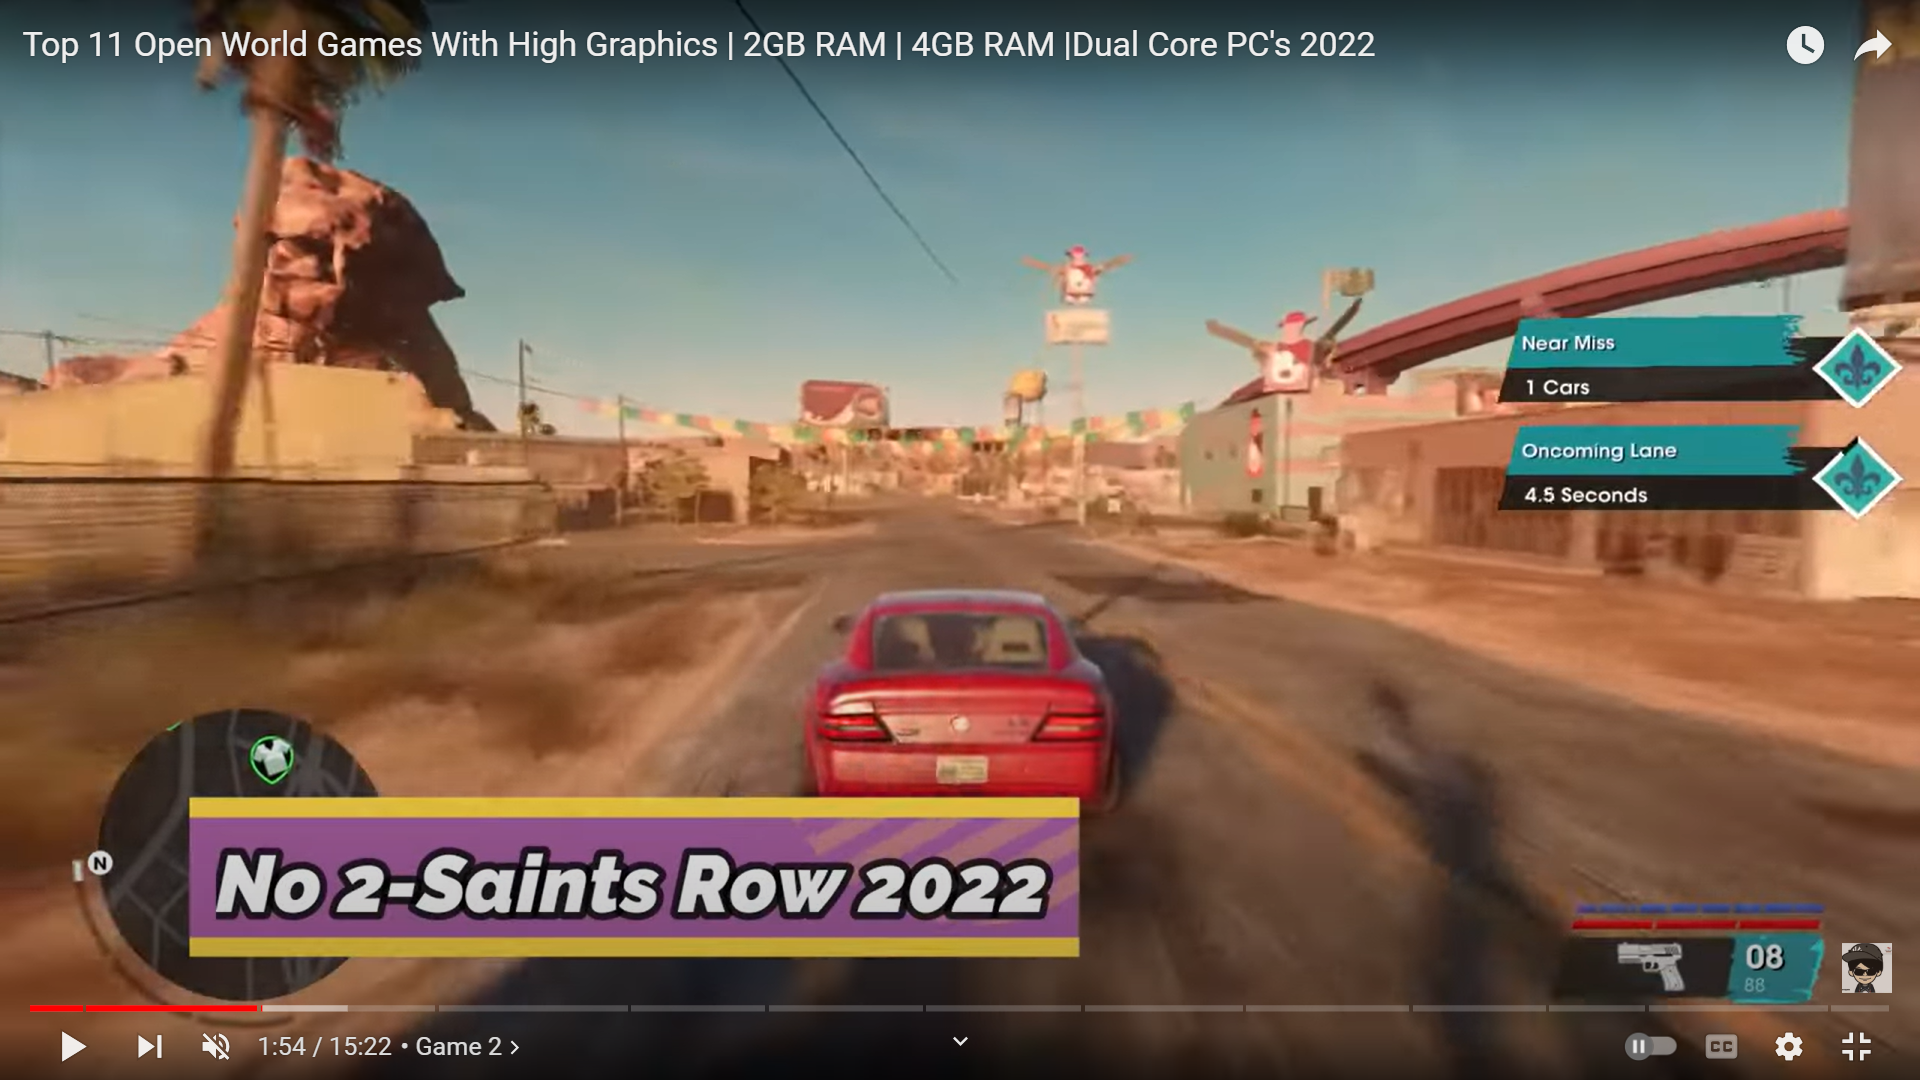 Top 11 Open World Games With High Graphics | 2GB RAM | 4GB RAM |Dual Core PC's 2022
Near Miss
1 Cars
Oncoming Lane
4.5 Seconds
N
No 2-Saints Row 2022
08
88
1:54 / 15:22 • Game 2
CC